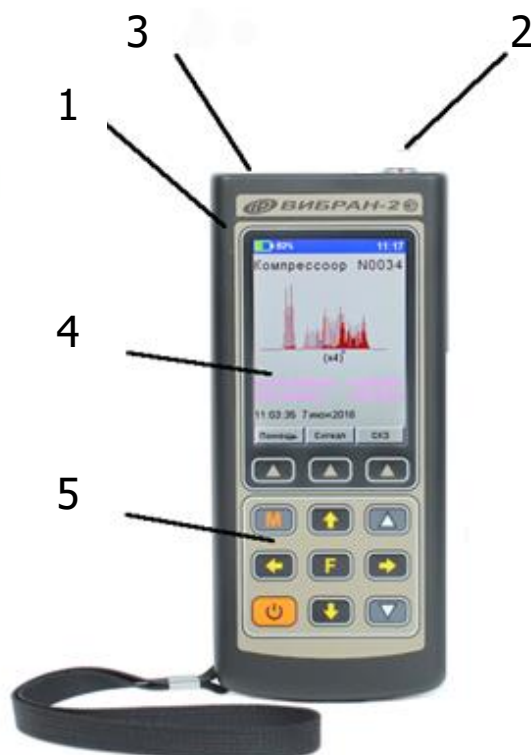 3
2
1
ВИБРАН-2
80% 11:17
Компрессоор N0034
(x4)
4
11:03:35 7 июн 2018
Помощь Сигнал СКЗ
5
M
F